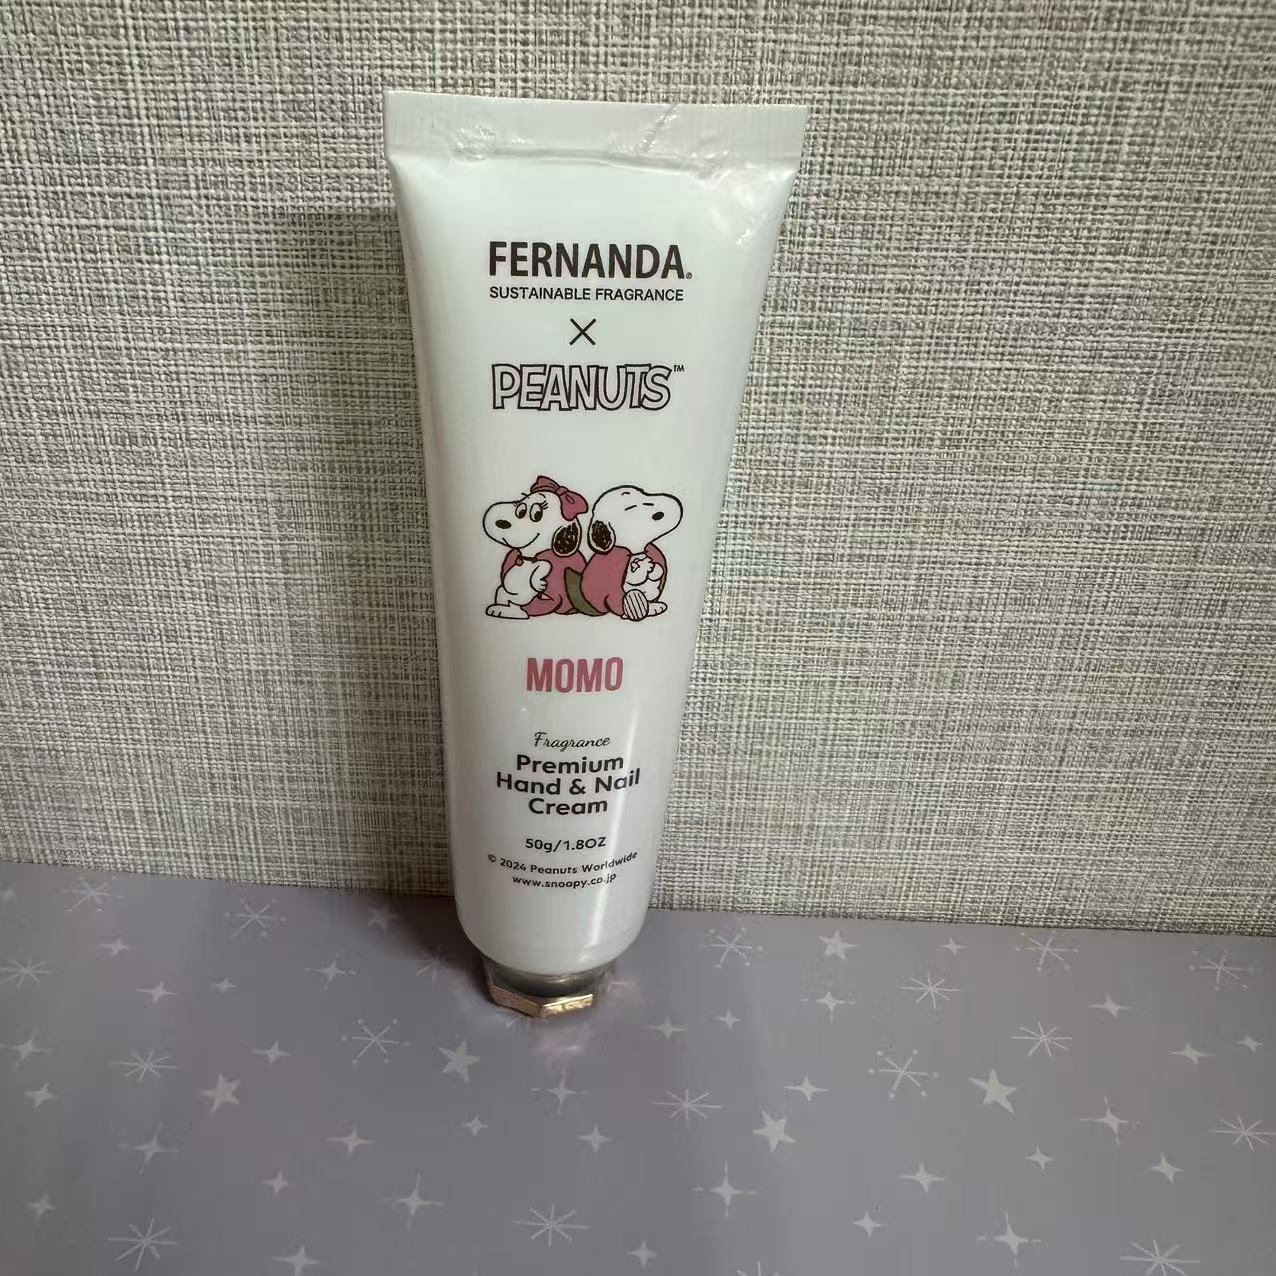 FERNANDA®
SUSTAINABLE FRAGRANCE
×
PEANUTS™
MOMO
Fragrance
Premium
Hand & Nail
Cream
50g/1.8OZ
© 2024 Peanuts Worldwide
www.snoopy.co.jp